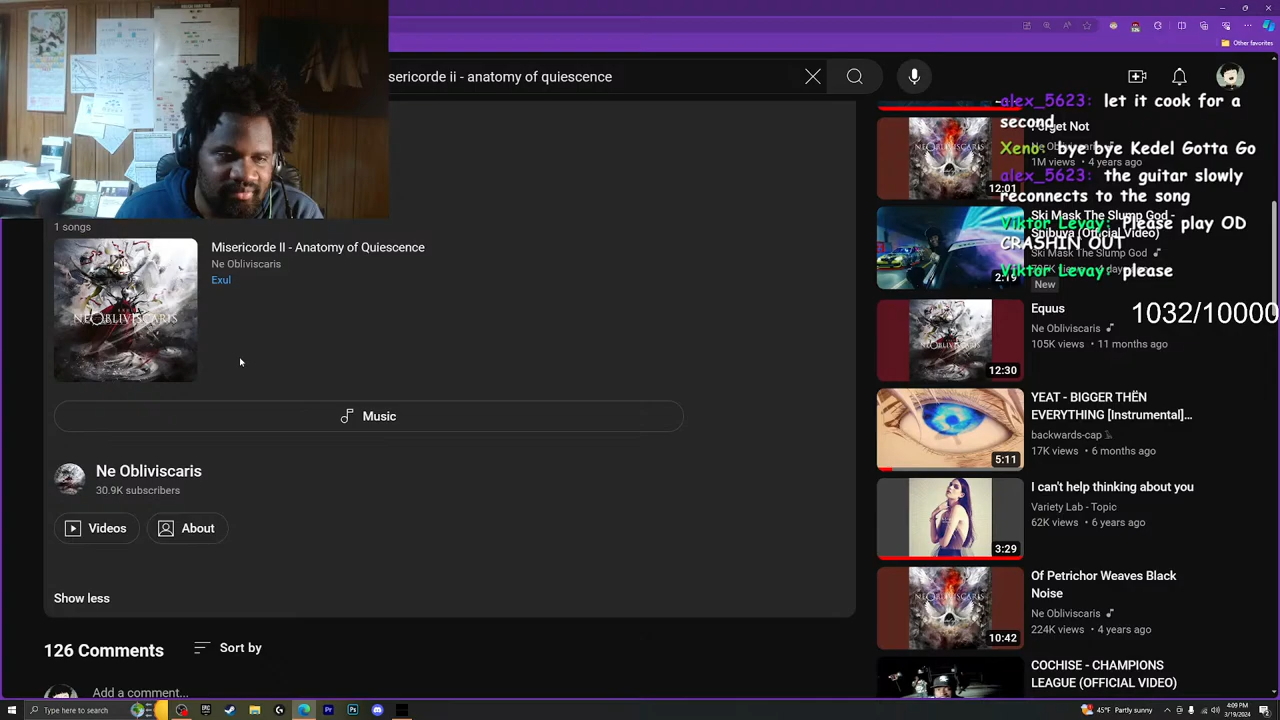 Other favorites
sericorde ii - anatomy of quiescence
alex_5623: let it cook for a
second
Xeno: bye bye Kedel Gotta Go
alex_5623: the guitar slowly
reconnects to the song
Viktor Levay: Please play OD
CRASHIN OUT
Viktor Levay: please
1032/10000
1 songs
Misericorde II - Anatomy of Quiescence
Ne Obliviscaris
Exul
NEOBLIVISCARIS
Music
Ne Obliviscaris
30.9K subscribers
Videos
About
Show less
126 Comments
Sort by
Add a comment...
Forget Not
1M views • 4 years ago
12:01
Ski Mask The Slump God -
Shibuya (Official Video)
Ski Mask The Slump God
2:19
New
Equus
Ne Obliviscaris
105K views • 11 months ago
12:30
YEAT - BIGGER THËN
EVERYTHING [Instrumental]...
backwards-cap
17K views • 6 months ago
5:11
I can't help thinking about you
Variety Lab - Topic
62K views • 6 years ago
3:29
Of Petrichor Weaves Black
Noise
Ne Obliviscaris
224K views • 4 years ago
10:42
COCHISE - CHAMPIONS
LEAGUE (OFFICIAL VIDEO)
Type here to search
45°F Partly sunny
4:09 PM
3/19/2024